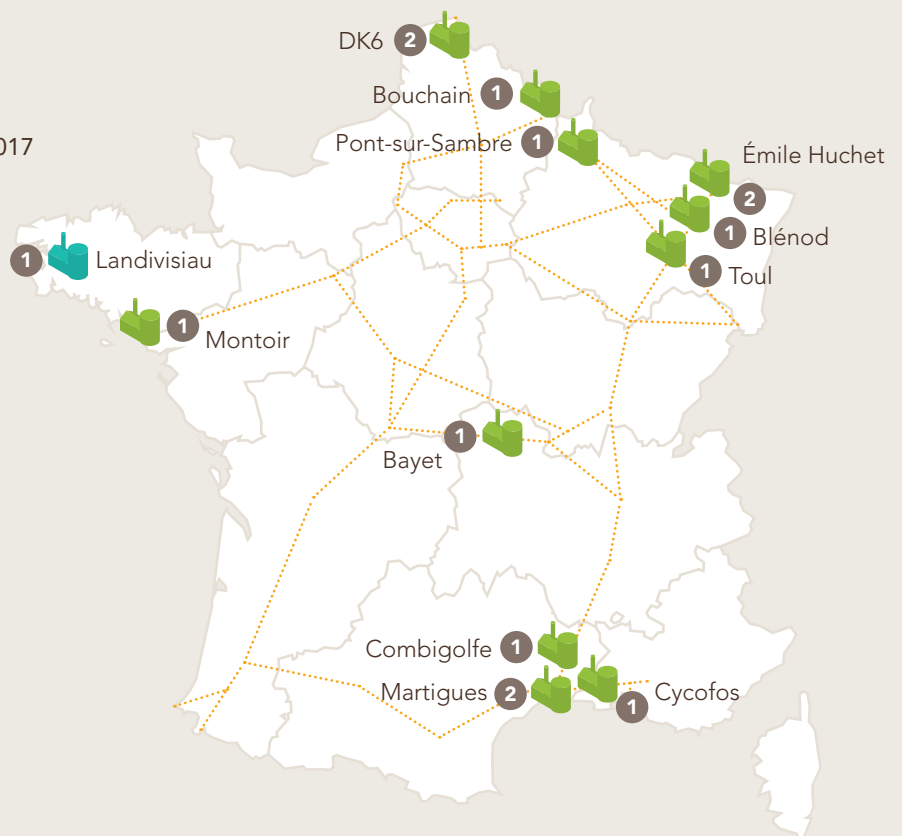 DK6 2
Bouchain 1
017
Pont-sur-Sambre 1
Émile Huchet
2
1 Blénod
1 Landivisiau
1 Toul
1 Montoir
1
Bayet
Combigolfe 1
Martigues 2
Cycofos
1